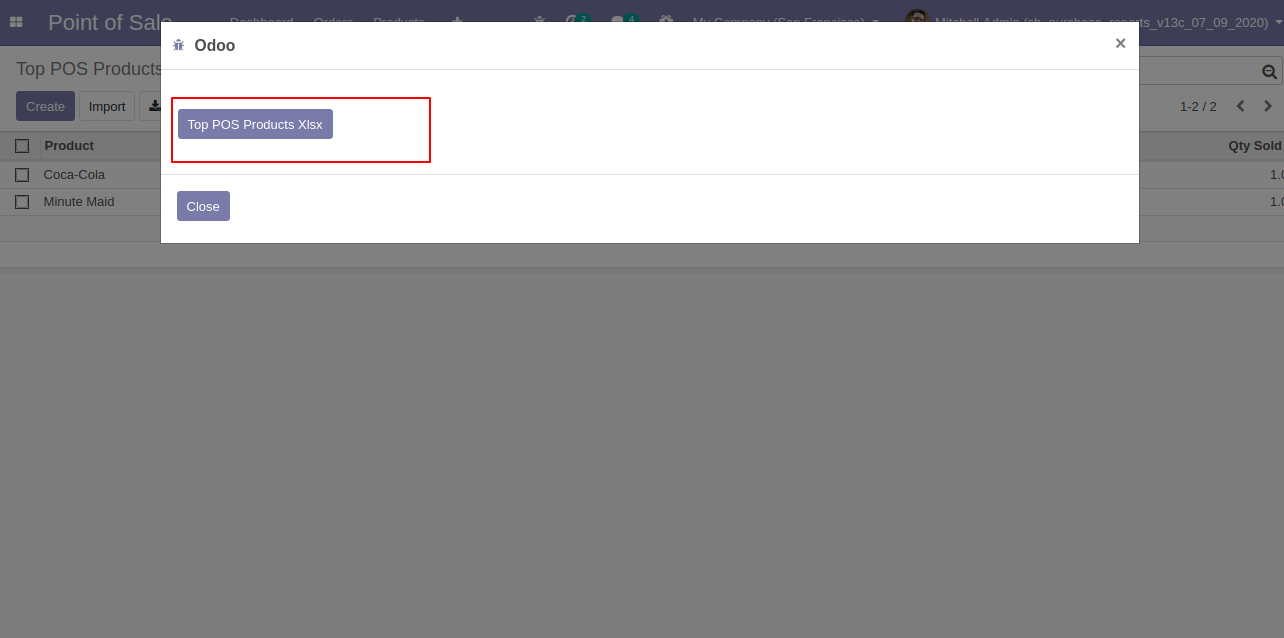 Point of Sale Dashboard Orders Products 2 4 My Company (San Francisco) Mitchell Admin (sh_purchase_reports_v13c_07_09_2020)
Odoo ×
Top POS Products
Create Import
1-2 / 2
Top POS Products Xlsx
Product Qty Sold
Coca-Cola 1.0
Minute Maid 1.0
Close